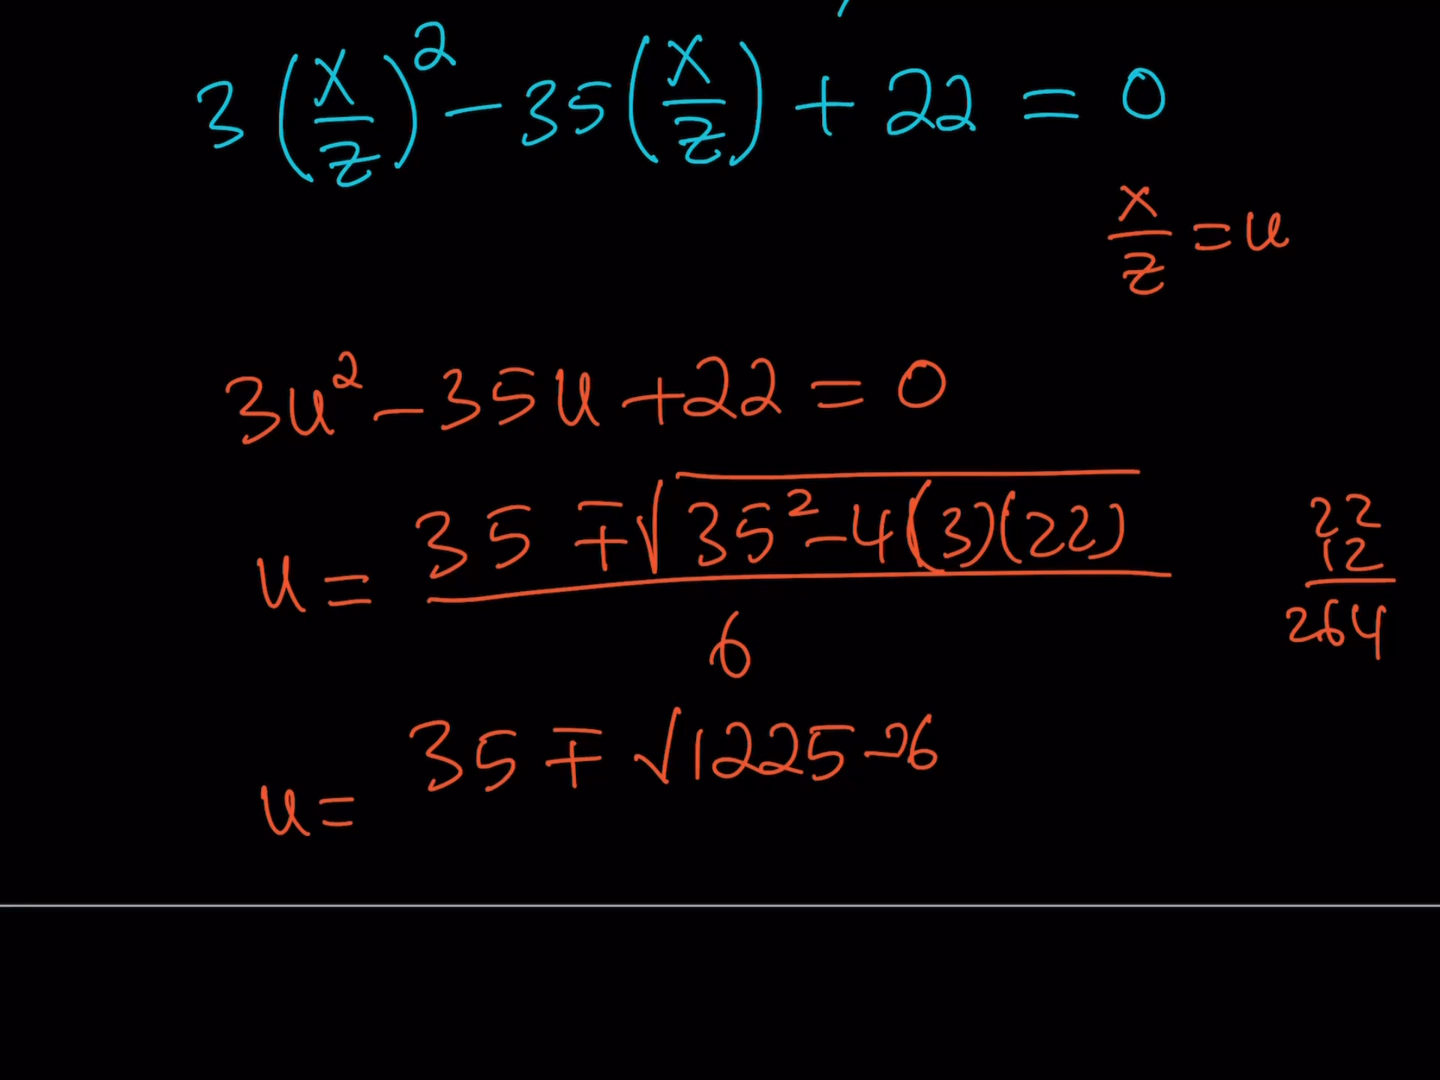 3(x/z)² - 35(x/z) + 22 = 0
x/z = u
3u² - 35u + 22 = 0
u = (35 ∓ √(35² - 4(3)(22)))/6
22
12
264
u = 35 ∓ √1225 - 26